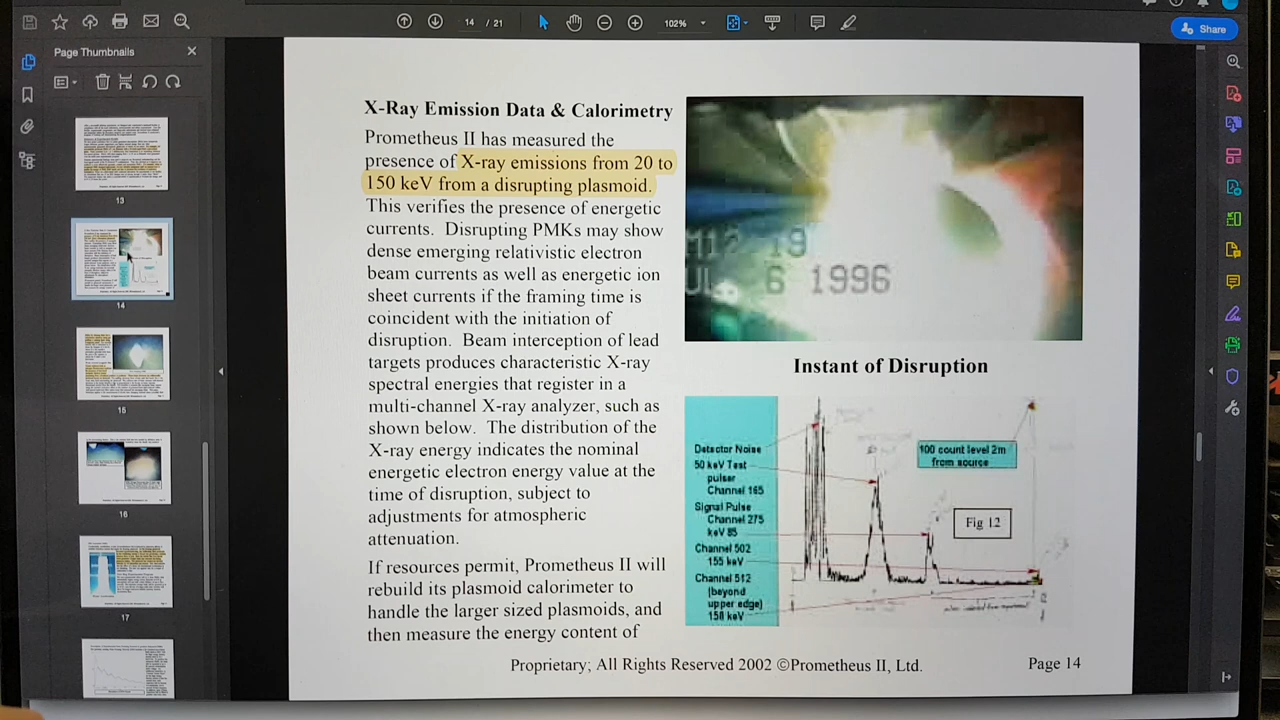 14 / 21
102%
Share
Page Thumbnails
13
14
15
16
17
X-Ray Emission Data & Calorimetry
Prometheus II has measured the
presence of X-ray emissions from 20 to
150 keV from a disrupting plasmoid.
This verifies the presence of energetic
currents. Disrupting PMKs may show
dense emerging relativistic electron
beam currents as well as energetic ion
sheet currents if the framing time is
coincident with the initiation of
disruption. Beam interception of lead
targets produces characteristic X-ray
spectral energies that register in a
multi-channel X-ray analyzer, such as
shown below. The distribution of the
X-ray energy indicates the nominal
energetic electron energy value at the
time of disruption, subject to
adjustments for atmospheric
attenuation.
If resources permit, Prometheus II will
rebuild its plasmoid calorimeter to
handle the larger sized plasmoids, and
then measure the energy content of
6 1996
Instant of Disruption
Detector Noise
50 keV Test
pulsar
Channel 165
Signal Pulse
Channel 275
keV 85
Channel 502
155 keV
Channel 512
(beyond
upper edge)
158 keV
100 count level 2m
from source
Fig 12
Proprietary; All Rights Reserved 2002 ©Prometheus II, Ltd.
Page 14